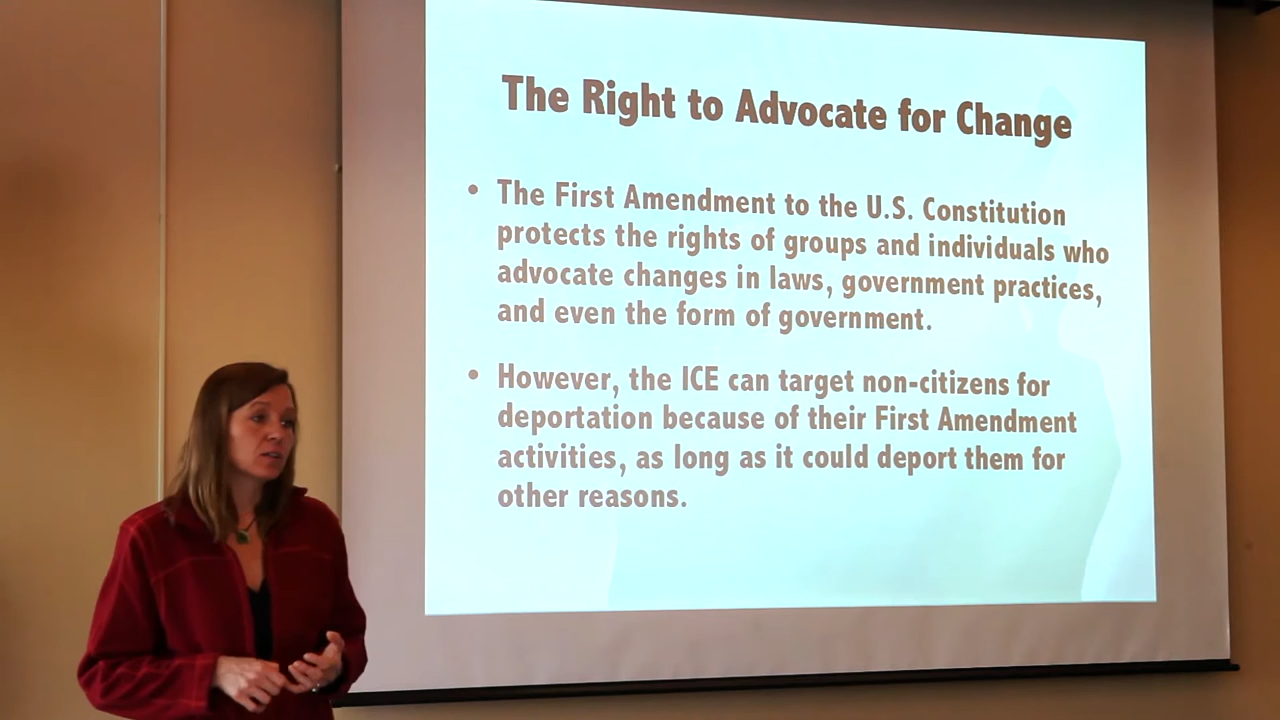 The Right to Advocate for Change
• The First Amendment to the U.S. Constitution
protects the rights of groups and individuals who
advocate changes in laws, government practices,
and even the form of government.
• However, the ICE can target non-citizens for
deportation because of their First Amendment
activities, as long as it could deport them for
other reasons.